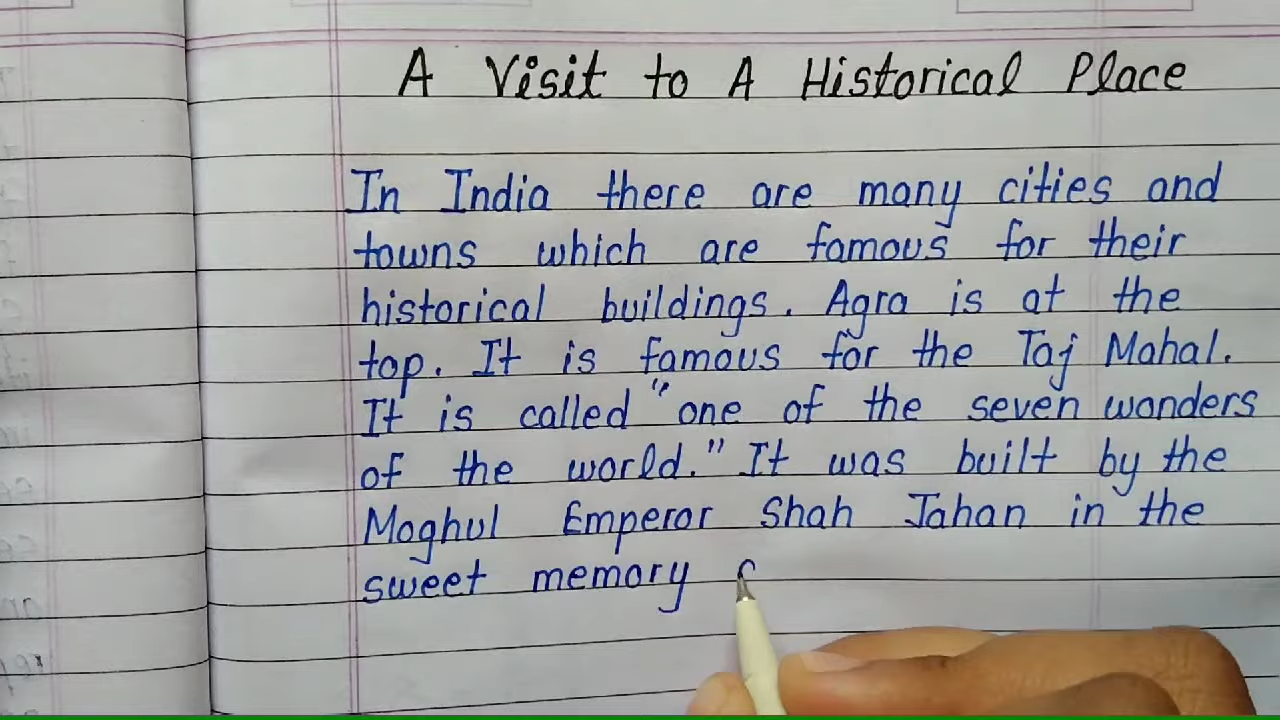 A Visit to A Historical Place
In India there are many cities and
towns which are famous for their
historical buildings. Agra is at the
top. It is famous for the Taj Mahal.
It is called "one of the seven wonders
of the world." It was built by the
Moghul Emperor Shah Jahan in the
sweet memory